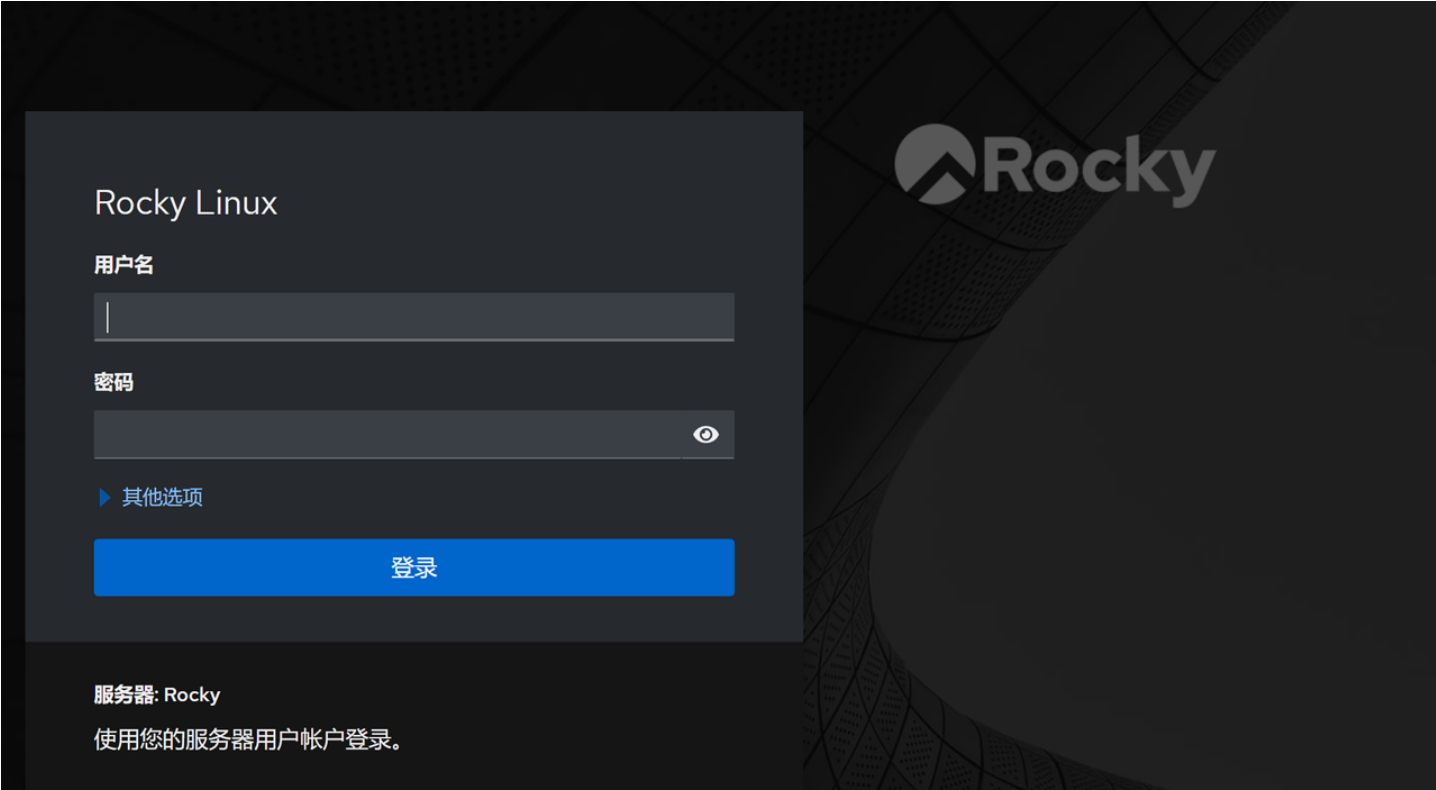 Rocky
Rocky Linux
用户名
密码
其他选项
登录
服务器: Rocky
使用您的服务器用户帐户登录。